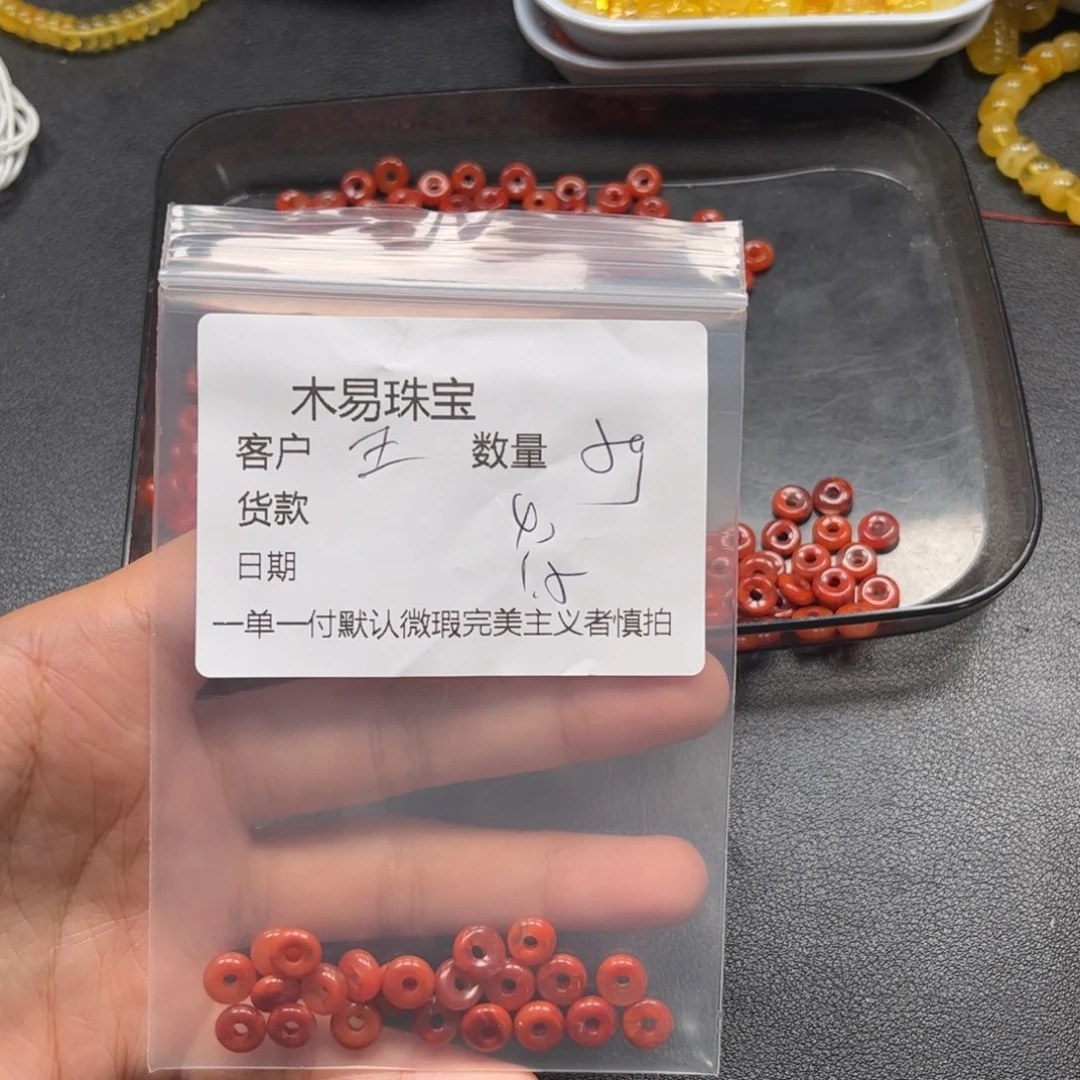 木易珠宝
客户 王 数量
货款
日期
一单一付默认微瑕完美主义者慎拍